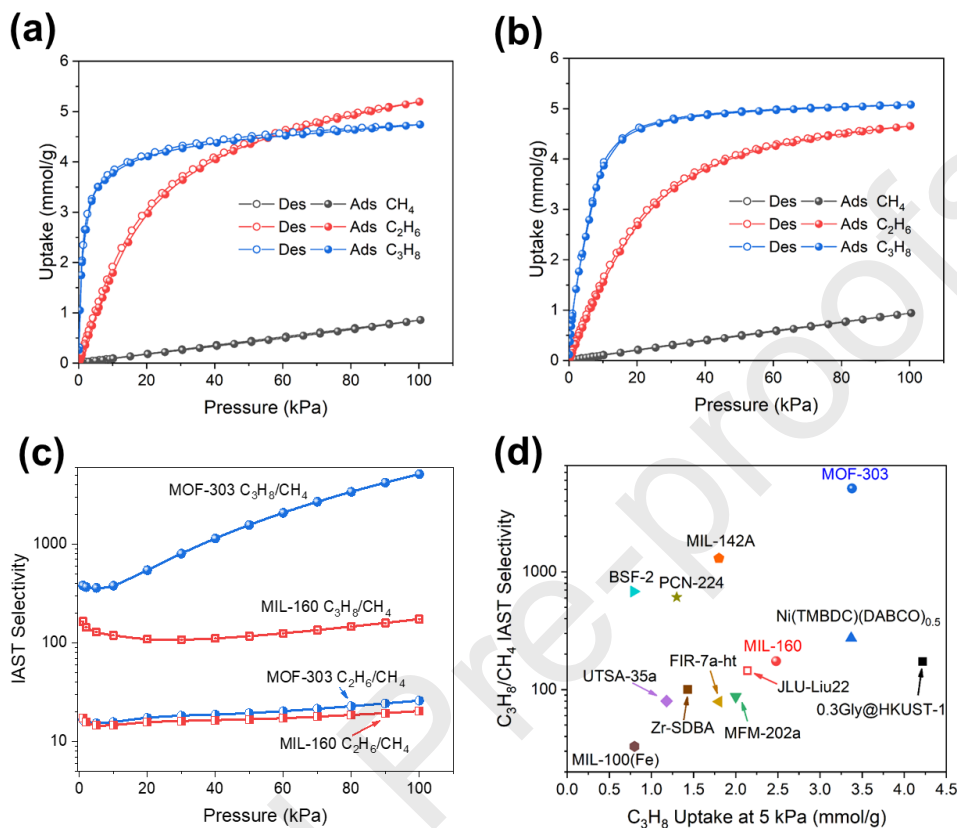 (a)
(b)
6
5
4
3
2
1
0
Uptake (mmol/g)
Des Ads CH₄
Des Ads C₂H₆
Des Ads C₃H₈
0 20 40 60 80 100
Pressure (kPa)
6
5
4
3
2
1
0
Uptake (mmol/g)
Des Ads CH₄
Des Ads C₂H₆
Des Ads C₃H₈
0 20 40 60 80 100
Pressure (kPa)
(c)
(d)
1000
100
10
IAST Selectivity
MOF-303 C₃H₈/CH₄
MIL-160 C₃H₈/CH₄
MOF-303 C₂H₆/CH₄
MIL-160 C₂H₆/CH₄
0 10 20 30 40 50 60 70 80 90 100
Pressure (kPa)
1000
100
C₃H₈/CH₄ IAST Selectivity
MOF-303
MIL-142A
BSF-2
PCN-224
Ni(TMBDC)(DABCO)₀.₅
MIL-160
FIR-7a-ht
UTSA-35a
JLU-Liu22
0.3Gly@HKUST-1
Zr-SDBA
MFM-202a
MIL-100(Fe)
0.0 0.5 1.0 1.5 2.0 2.5 3.0 3.5 4.0 4.5
C₃H₈ Uptake at 5 kPa (mmol/g)
Pre-proofs